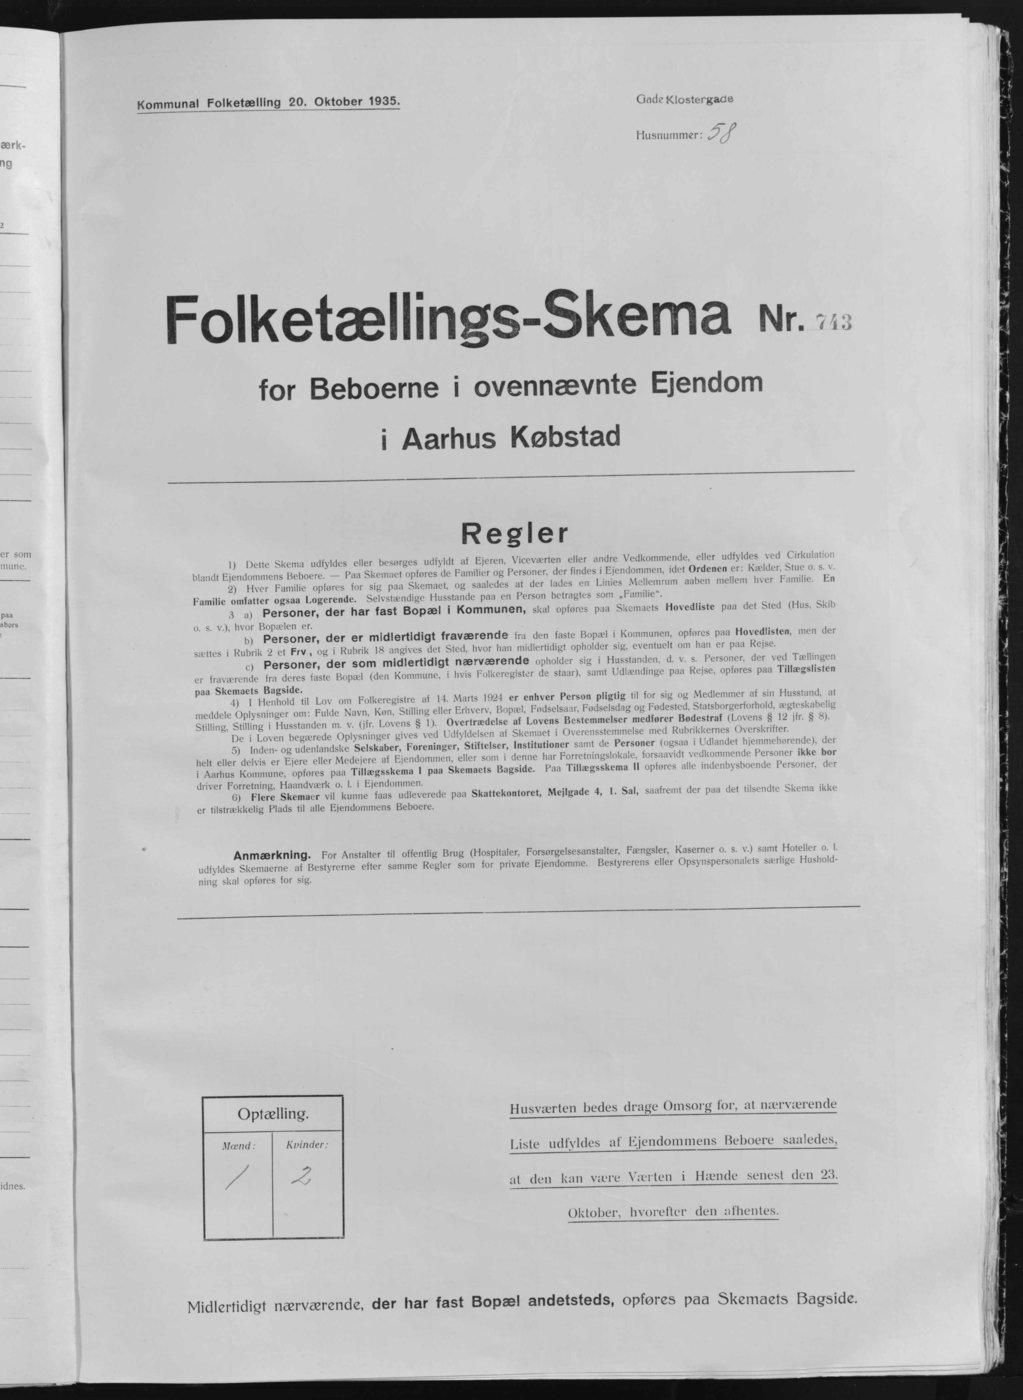 Kommunal Folketælling 20. Oktober 1935.
Gade Klostergade
Husnummer: 58
Folketællings-Skema Nr. 743
for Beboerne i ovennævnte Ejendom
i Aarhus Købstad
Regler
1) Dette Skema udfyldes eller besørges udfyldt af Ejeren, Viceværten eller andre Vedkommende, eller udfyldes ved Cirkulation
blandt Ejendommens Beboere. — Paa Skemaet opføres de Familier og Personer, der findes i Ejendommen, idet Ordenen er: Kælder, Stue o. s. v.
2) Hver Familie opføres for sig paa Skemaet, og saaledes at der lades en Linies Mellemrum aaben mellem hver Familie. En
Familie omfatter ogsaa Logerende. Selvstændige Husstande paa en Person betragtes som „Familie“.
3 a) Personer, der har fast Bopæl i Kommunen, skal opføres paa Skemaets Hovedliste paa det Sted (Hus, Skib
o. s. v.), hvor Bopælen er.
b) Personer, der er midlertidigt fraværende fra den faste Bopæl i Kommunen, opføres paa Hovedlisten, men der
sættes i Rubrik 2 et Frv., og i Rubrik 18 angives det Sted, hvor han midlertidigt opholder sig, eventuelt om han er paa Rejse.
c) Personer, der som midlertidigt nærværende opholder sig i Husstanden, d. v. s. Personer, der ved Tællingen
er fraværende fra deres faste Bopæl (den Kommune, i hvis Folkeregister de staar), samt Udlændinge paa Rejse, opføres paa Tillægslisten
paa Skemaets Bagside.
4) I Henhold til Lov om Folkeregistre af 14. Marts 1924 er enhver Person pligtig til for sig og Medlemmer af sin Husstand, at
meddele Oplysninger om: Fulde Navn, Køn, Stilling eller Erhverv, Bopæl, Fødselsaar, Fødselsdag og Fødested, Statsborgerforhold, ægteskabelig
Stilling, Stilling i Husstanden m. v. (jfr. Lovens § 1). Overtrædelse af Lovens Bestemmelser medfører Bødestraf (Lovens § 12 jfr. § 8).
De i Loven begærede Oplysninger gives ved Udfyldelsen af Skemaet i Overensstemmelse med Rubrikkernes Overskrifter.
5) Inden- og udenlandske Selskaber, Foreninger, Stiftelser, Institutioner samt de Personer (ogsaa i Udlandet hjemmehørende), der
helt eller delvis er Ejere eller Medejere af Ejendommen, eller som i denne har Forretningslokale, forsaavidt vedkommende Personer ikke bor
i Aarhus Kommune, opføres paa Tillægsskema I paa Skemaets Bagside. Paa Tillægsskema II opføres alle indenbysboende Personer, der
driver Forretning, Haandværk o. l. i Ejendommen.
6) Flere Skemaer vil kunne faas udleverede paa Skattekontoret, Mejlgade 4, 1. Sal, saafremt der paa det tilsendte Skema ikke
er tilstrækkelig Plads til alle Ejendommens Beboere.
Anmærkning. For Anstalter til offentlig Brug (Hospitaler, Forsørgelsesanstalter, Fængsler, Kaserner o. s. v.) samt Hoteller o. l.
udfyldes Skemaerne af Bestyrerne efter samme Regler som for private Ejendomme. Bestyrerens eller Opsynspersonalets særlige Hushold-
ning skal opføres for sig.
Optælling.
Mænd: Kvinder:
1 2
Husværten bedes drage Omsorg for, at nærværende
Liste udfyldes af Ejendommens Beboere saaledes,
at den kan være Værten i Hænde senest den 23.
Oktober, hvorefter den afhentes.
Midlertidigt nærværende, der har fast Bopæl andetsteds, opføres paa Skemaets Bagside.